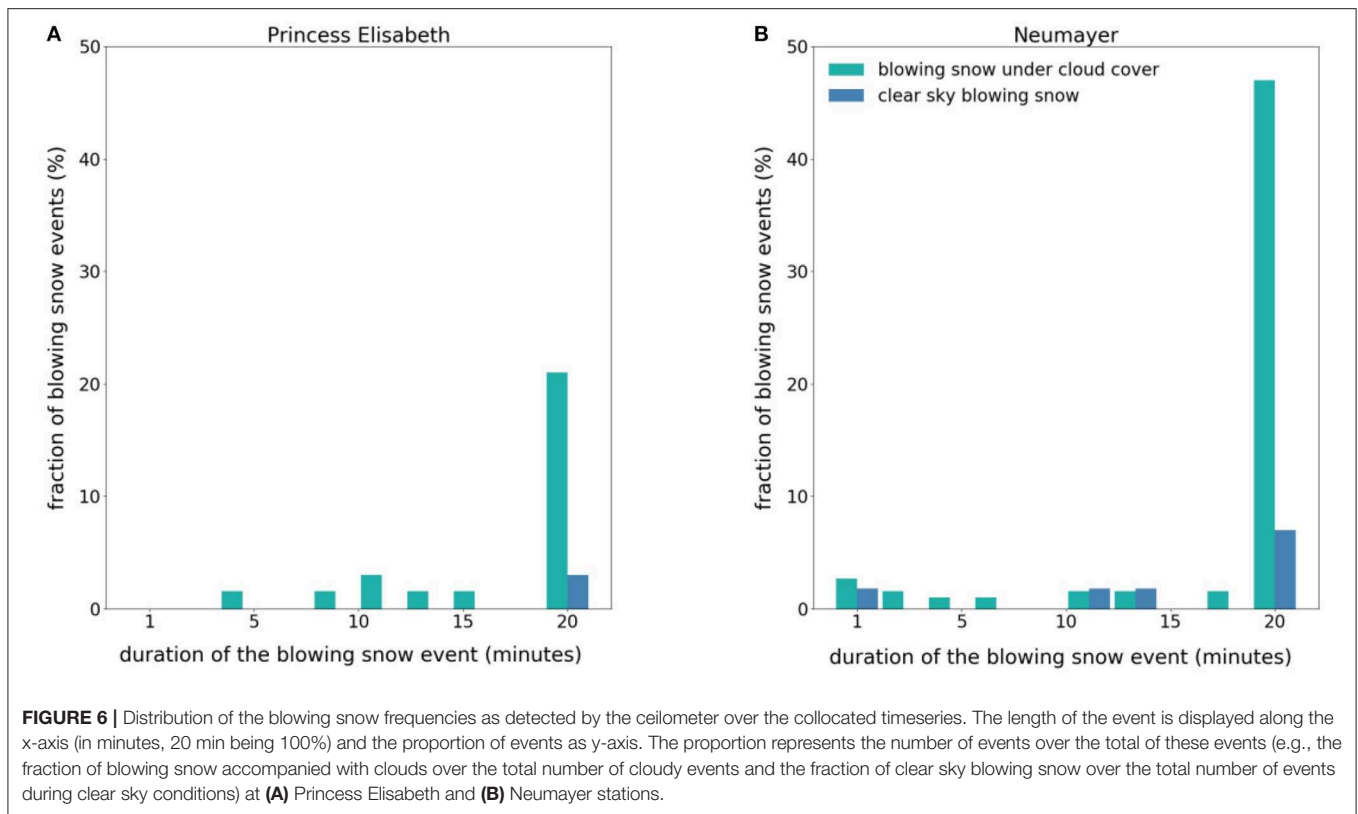 A
Princess Elisabeth
50
40
30
20
10
0
fraction of blowing snow events (%)
1
5
10
15
20
duration of the blowing snow event (minutes)
B
Neumayer
blowing snow under cloud cover
clear sky blowing snow
50
40
30
20
10
0
fraction of blowing snow events (%)
1
5
10
15
20
duration of the blowing snow event (minutes)
FIGURE 6 | Distribution of the blowing snow frequencies as detected by the ceilometer over the collocated timeseries. The length of the event is displayed along the
x-axis (in minutes, 20 min being 100%) and the proportion of events as y-axis. The proportion represents the number of events over the total of these events (e.g., the
fraction of blowing snow accompanied with clouds over the total number of cloudy events and the fraction of clear sky blowing snow over the total number of events
during clear sky conditions) at (A) Princess Elisabeth and (B) Neumayer stations.